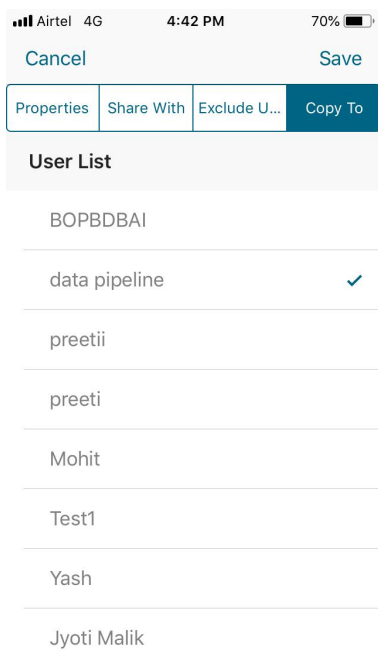 Airtel 4G 4:42 PM 70%
Cancel Save
Properties Share With Exclude U... Copy To
User List
BOPBDBAI
data pipeline
preetii
preeti
Mohit
Test1
Yash
Jyoti Malik